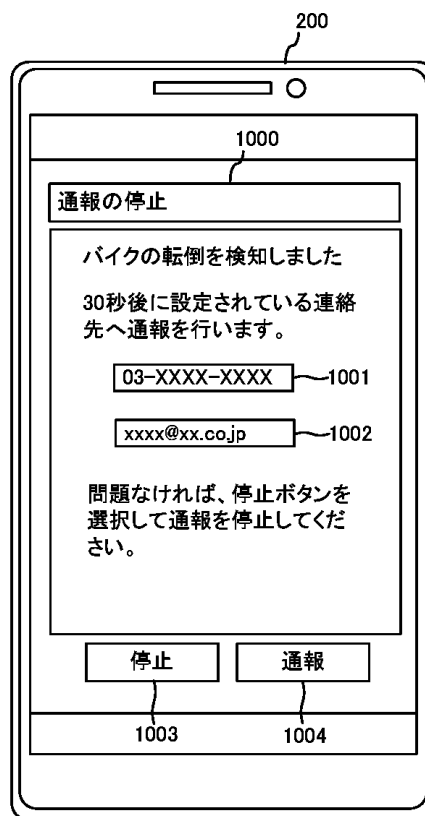 200
1000
通報の停止
バイクの転倒を検知しました
30秒後に設定されている連絡
先へ通報を行います。
03-XXXX-XXXX 1001
xxxx@xx.co.jp 1002
問題なければ、停止ボタンを
選択して通報を停止してくだ
さい。
停止 通報
1003 1004